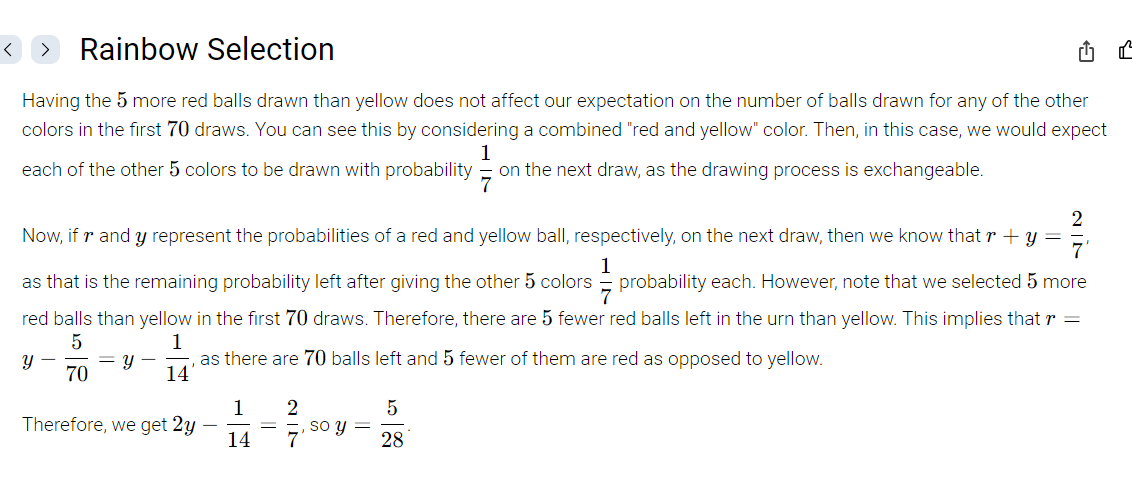 Rainbow Selection
Having the 5 more red balls drawn than yellow does not affect our expectation on the number of balls drawn for any of the other
colors in the first 70 draws. You can see this by considering a combined "red and yellow" color. Then, in this case, we would expect
each of the other 5 colors to be drawn with probability 1/7 on the next draw, as the drawing process is exchangeable.
Now, if r and y represent the probabilities of a red and yellow ball, respectively, on the next draw, then we know that r + y = 2/7,
as that is the remaining probability left after giving the other 5 colors 1/7 probability each. However, note that we selected 5 more
red balls than yellow in the first 70 draws. Therefore, there are 5 fewer red balls left in the urn than yellow. This implies that r =
y − 5/70 = y − 1/14, as there are 70 balls left and 5 fewer of them are red as opposed to yellow.
Therefore, we get 2y − 1/14 = 2/7, so y = 5/28.